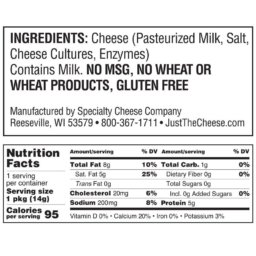 INGREDIENTS: Cheese (Pasteurized Milk, Salt,
Cheese Cultures, Enzymes)
Contains Milk. NO MSG, NO WHEAT OR
WHEAT PRODUCTS, GLUTEN FREE
Manufactured by Specialty Cheese Company
Reeseville, WI 53579 • 800-367-1711 • JustTheCheese.com
Nutrition
Facts
1 serving
per container
Serving size
1 pkg (14g)
Calories
per serving 95
Amount/serving % DV
Total Fat 8g 10%
Sat. Fat 5g 25%
Trans Fat 0g
Cholesterol 20mg 6%
Sodium 200mg 8%
Amount/serving % DV
Total Carb. 1g 0%
Dietary Fiber 0g 0%
Total Sugars 0g
Incl. 0g Added Sugars 0%
Protein 5g
Vitamin D 0% • Calcium 20% • Iron 0% • Potassium 3%